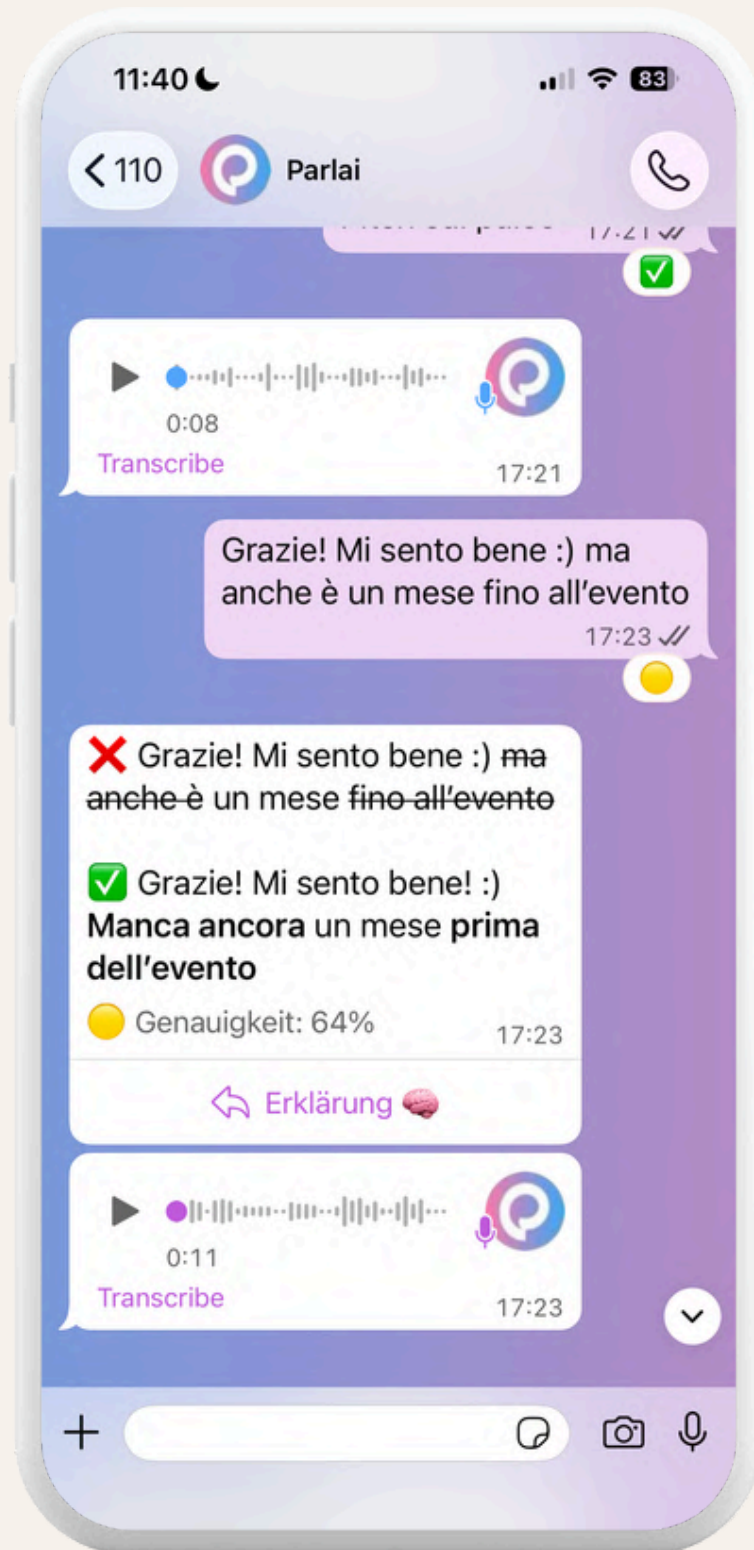 11:40
83
110
Parlai
17:21
0:08
Transcribe
17:21
Grazie! Mi sento bene :) ma
anche è un mese fino all'evento
17:23
Grazie! Mi sento bene :) ma
anche è un mese fino all'evento
Grazie! Mi sento bene! :)
Manca ancora un mese prima
dell'evento
Genauigkeit: 64%
17:23
Erklärung
0:11
Transcribe
17:23